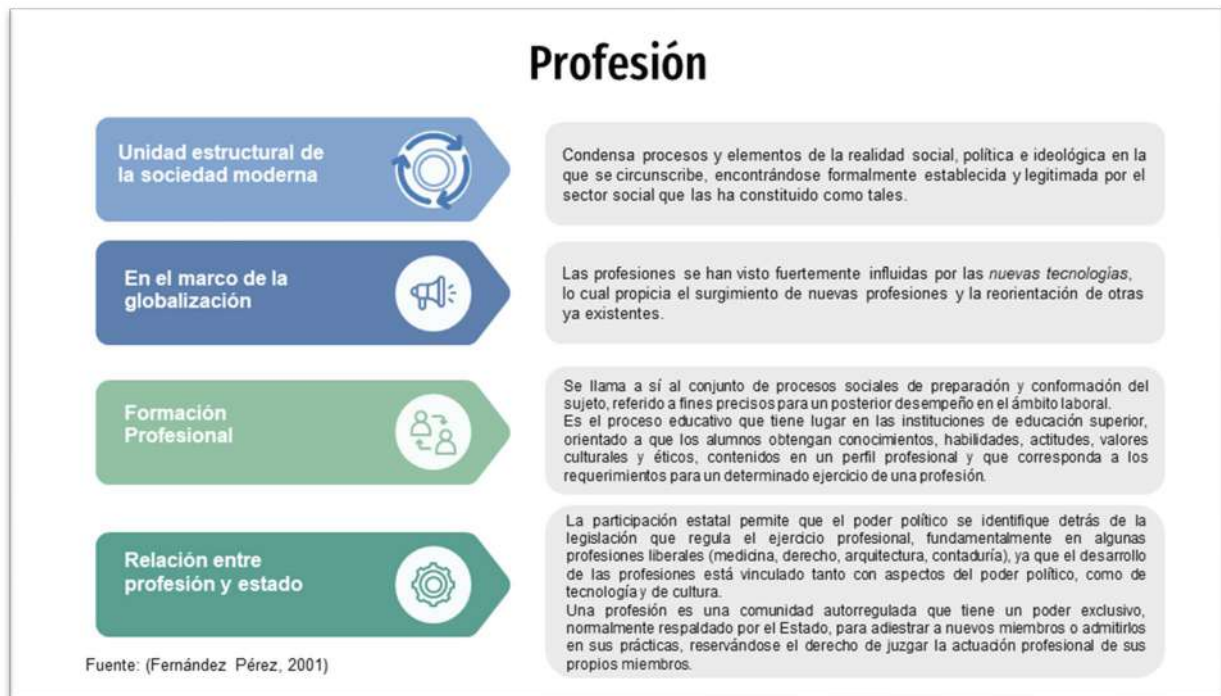 Profesión
Unidad estructural de
la sociedad moderna
Condensa procesos y elementos de la realidad social, política e ideológica en la
que se circunscribe, encontrándose formalmente establecida y legitimada por el
sector social que las ha constituido como tales.
En el marco de la
globalización
Las profesiones se han visto fuertemente influidas por las nuevas tecnologías,
lo cual propicia el surgimiento de nuevas profesiones y la reorientación de otras
ya existentes.
Formación
Profesional
Se llama a sí al conjunto de procesos sociales de preparación y conformación del
sujeto, referido a fines precisos para un posterior desempeño en el ámbito laboral.
Es el proceso educativo que tiene lugar en las instituciones de educación superior,
orientado a que los alumnos obtengan conocimientos, habilidades, actitudes, valores
culturales y éticos, contenidos en un perfil profesional y que corresponda a los
requerimientos para un determinado ejercicio de una profesión.
Relación entre
profesión y estado
La participación estatal permite que el poder político se identifique detrás de la
legislación que regula el ejercicio profesional, fundamentalmente en algunas
profesiones liberales (medicina, derecho, arquitectura, contaduría), ya que el desarrollo
de las profesiones está vinculado tanto con aspectos del poder político, como de
tecnología y de cultura.
Una profesión es una comunidad autorregulada que tiene un poder exclusivo,
normalmente respaldado por el Estado, para adiestrar a nuevos miembros o admitirlos
en sus prácticas, reservándose el derecho de juzgar la actuación profesional de sus
propios miembros.
Fuente: (Fernández Pérez, 2001)